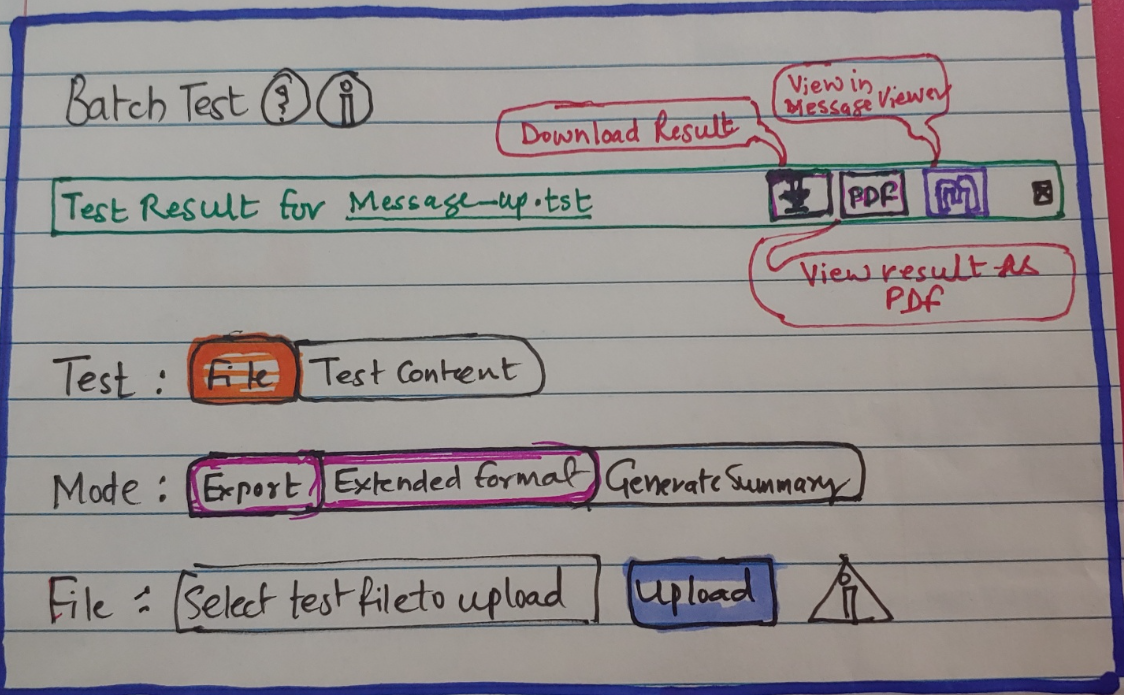 Batch Test ? i
View in
Message Viewer
Download Result
Test Result for Message-up.tst
PDF
m
View result As
PDF
Test : File Test Content
Mode : Export Extended format Generate Summary
File : Select test file to upload Upload i